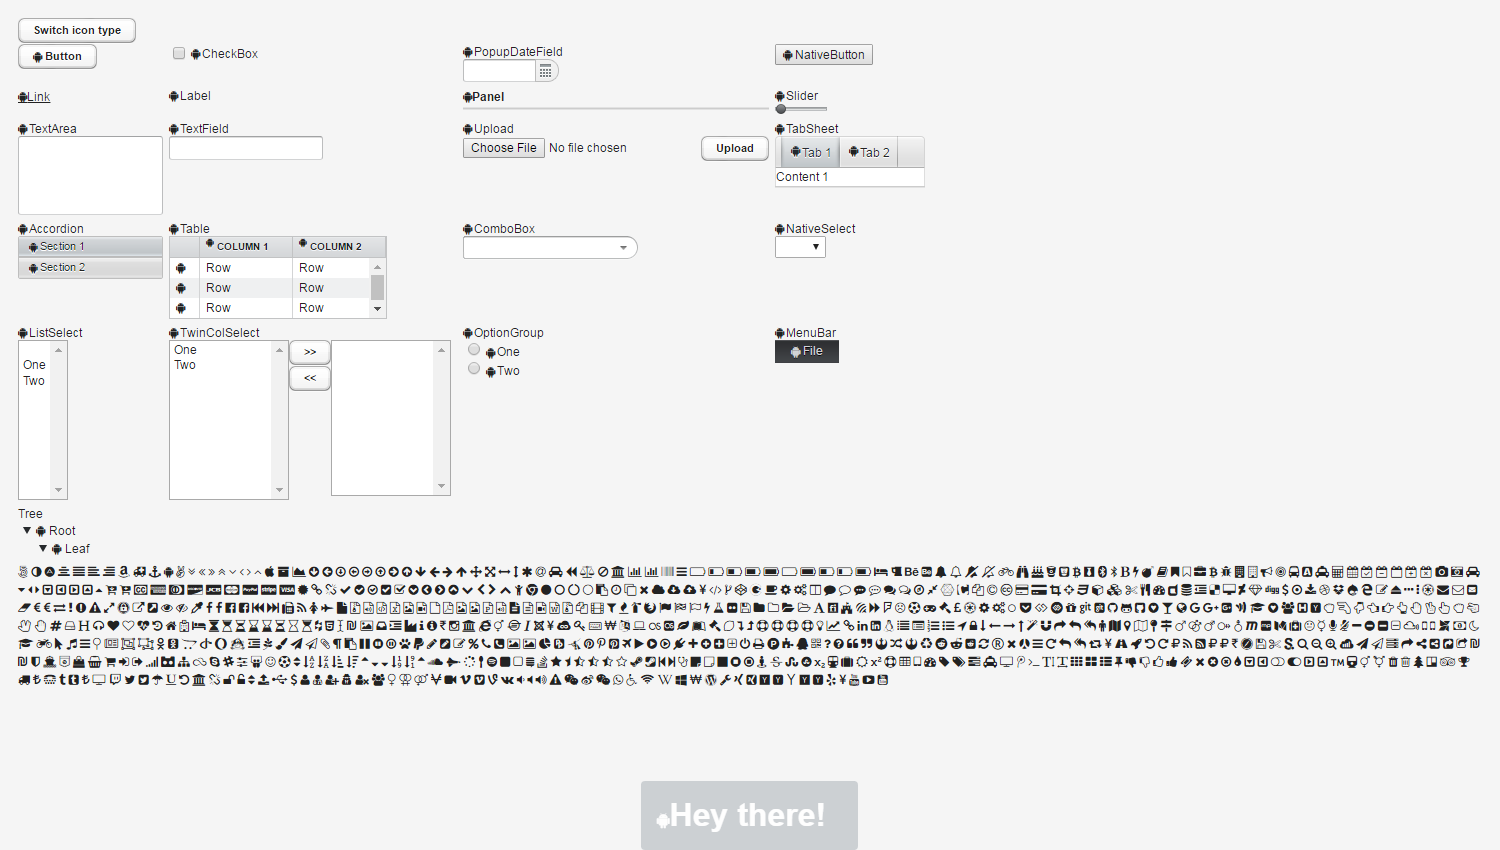 Switch icon type
Button
CheckBox
PopupDateField
NativeButton
Link
Label
Panel
Slider
TextArea
TextField
Upload
TabSheet
Choose File No file chosen
Upload
Tab 1
Tab 2
Content 1
Accordion
Table
ComboBox
NativeSelect
Section 1
COLUMN 1
COLUMN 2
Section 2
Row
Row
Row
Row
Row
Row
ListSelect
TwinColSelect
OptionGroup
MenuBar
One
Two
One
Two
>>
<<
One
Two
File
Tree
Root
Leaf
Hey there!